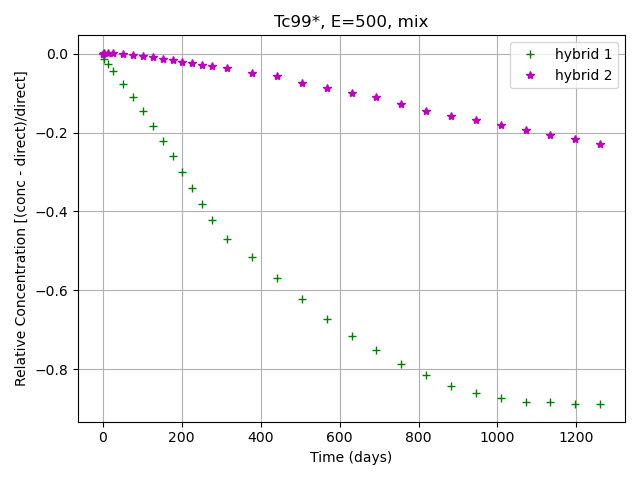 Tc99*, E=500, mix
hybrid 1
hybrid 2
Relative Concentration [(conc - direct)/direct]
0.0
−0.2
−0.4
−0.6
−0.8
0
200
400
600
800
1000
1200
Time (days)